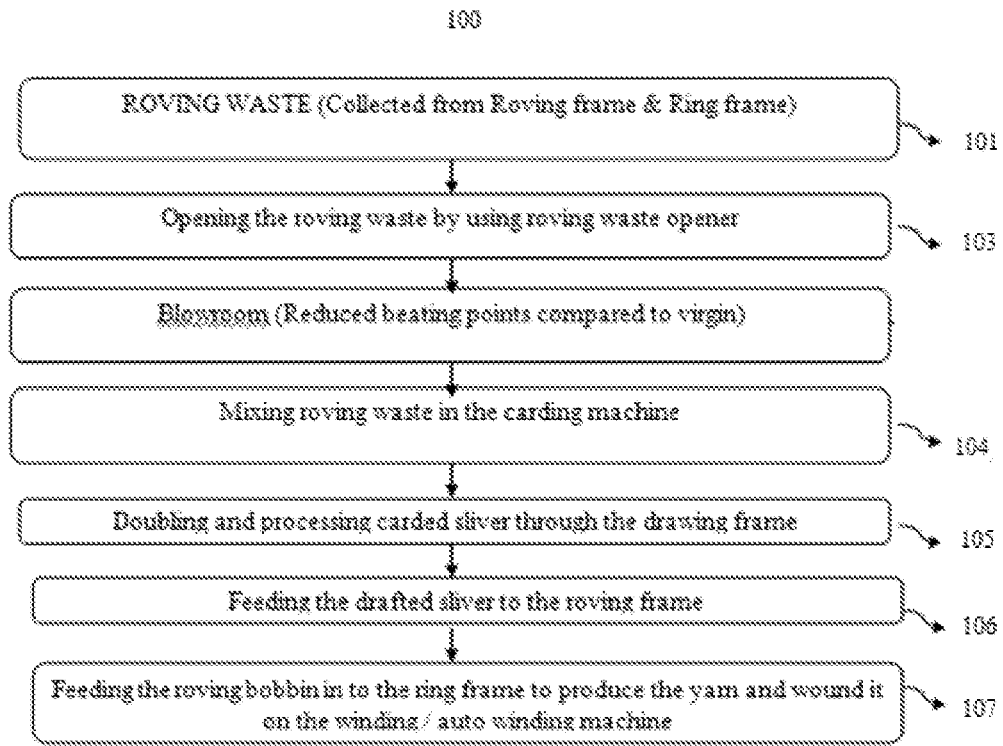 100
ROVING WASTE (Collected from Roving frame & Ring frame)
101
Opening the roving waste by using roving waste opener
103
Blowroom (Reduced beating points compared to virgin)
Mixing roving waste in the carding machine
104
Doubling and processing carded sliver through the drawing frame
105
Feeding the drafted sliver to the roving frame
106
Feeding the roving bobbin in to the ring frame to produce the yarn and wound it
on the winding / auto winding machine
107